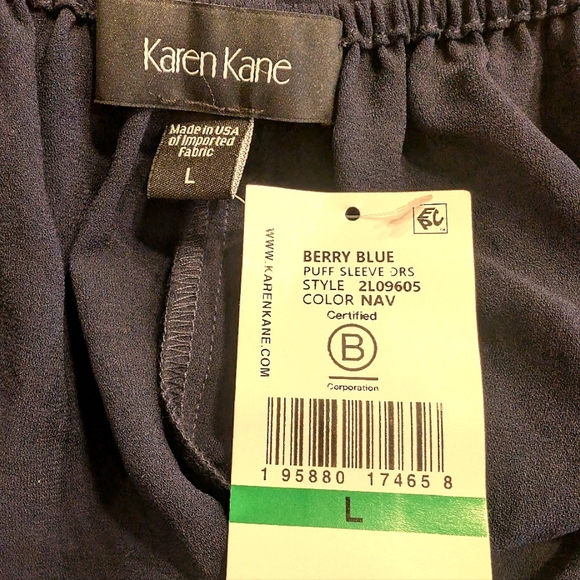 Karen Kane
Made in USA
of Imported
Fabric
L
WWW.KARENKANE.COM
BERRY BLUE
PUFF SLEEVE DRS
STYLE 2L09605
COLOR NAV
Certified
B
Corporation
1 95880 17465 8
L